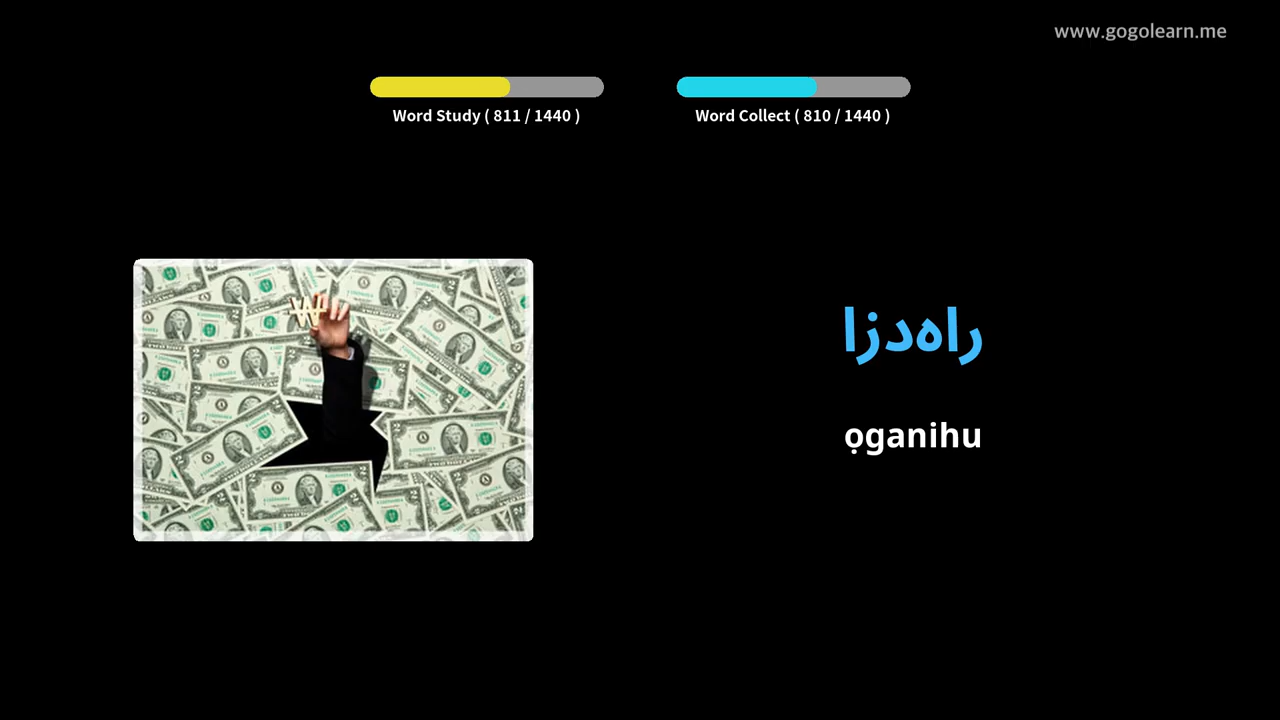 www.gogolearn.me
Word Study ( 811 / 1440 )
Word Collect ( 810 / 1440 )
₩
راهدزا
ọganihu